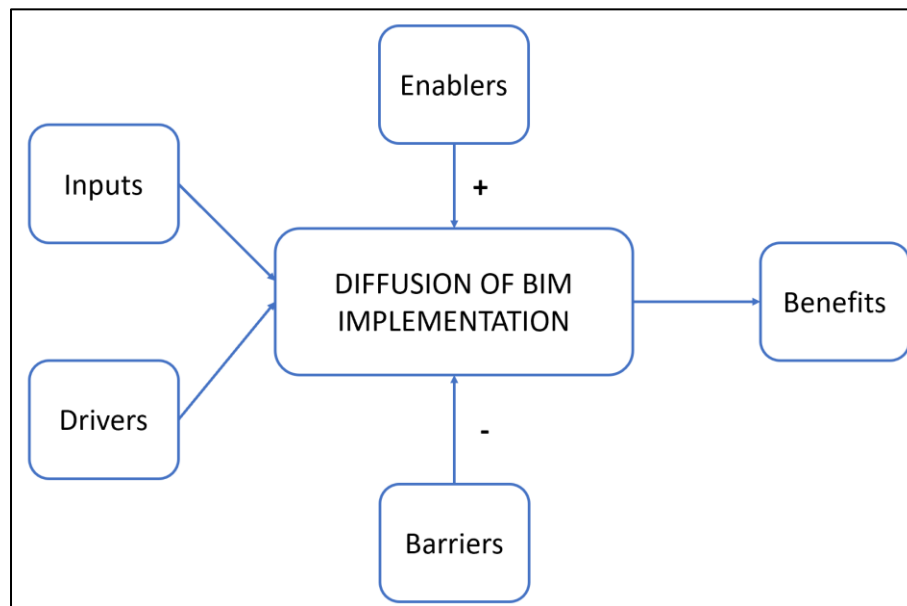 Enablers
Inputs
+
DIFFUSION OF BIM
IMPLEMENTATION
Benefits
Drivers
-
Barriers